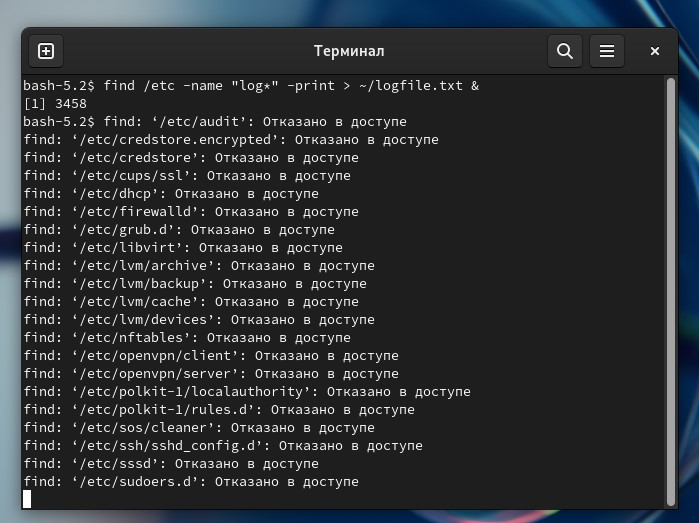 Терминал
bash-5.2$ find /etc -name "log*" -print > ~/logfile.txt &
[1] 3458
bash-5.2$ find: ‘/etc/audit’: Отказано в доступе
find: ‘/etc/credstore.encrypted’: Отказано в доступе
find: ‘/etc/credstore’: Отказано в доступе
find: ‘/etc/cups/ssl’: Отказано в доступе
find: ‘/etc/dhcp’: Отказано в доступе
find: ‘/etc/firewalld’: Отказано в доступе
find: ‘/etc/grub.d’: Отказано в доступе
find: ‘/etc/libvirt’: Отказано в доступе
find: ‘/etc/lvm/archive’: Отказано в доступе
find: ‘/etc/lvm/backup’: Отказано в доступе
find: ‘/etc/lvm/cache’: Отказано в доступе
find: ‘/etc/lvm/devices’: Отказано в доступе
find: ‘/etc/nftables’: Отказано в доступе
find: ‘/etc/openvpn/client’: Отказано в доступе
find: ‘/etc/openvpn/server’: Отказано в доступе
find: ‘/etc/polkit-1/localauthority’: Отказано в доступе
find: ‘/etc/polkit-1/rules.d’: Отказано в доступе
find: ‘/etc/sos/cleaner’: Отказано в доступе
find: ‘/etc/ssh/sshd_config.d’: Отказано в доступе
find: ‘/etc/sssd’: Отказано в доступе
find: ‘/etc/sudoers.d’: Отказано в доступе